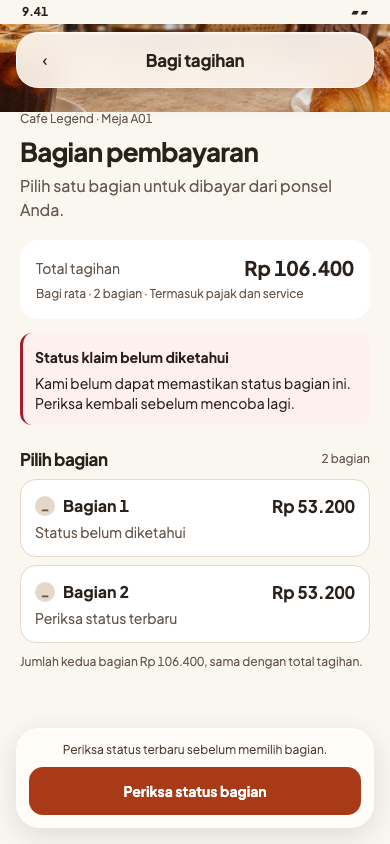 9.41
‹
Bagi tagihan
Cafe Legend · Meja A01
Bagian pembayaran
Pilih satu bagian untuk dibayar dari ponsel
Anda.
Total tagihan
Rp 106.400
Bagi rata · 2 bagian · Termasuk pajak dan service
Status klaim belum diketahui
Kami belum dapat memastikan status bagian ini.
Periksa kembali sebelum mencoba lagi.
Pilih bagian
2 bagian
Bagian 1
Rp 53.200
Status belum diketahui
Bagian 2
Rp 53.200
Periksa status terbaru
Jumlah kedua bagian Rp 106.400, sama dengan total tagihan.
Periksa status terbaru sebelum memilih bagian.
Periksa status bagian